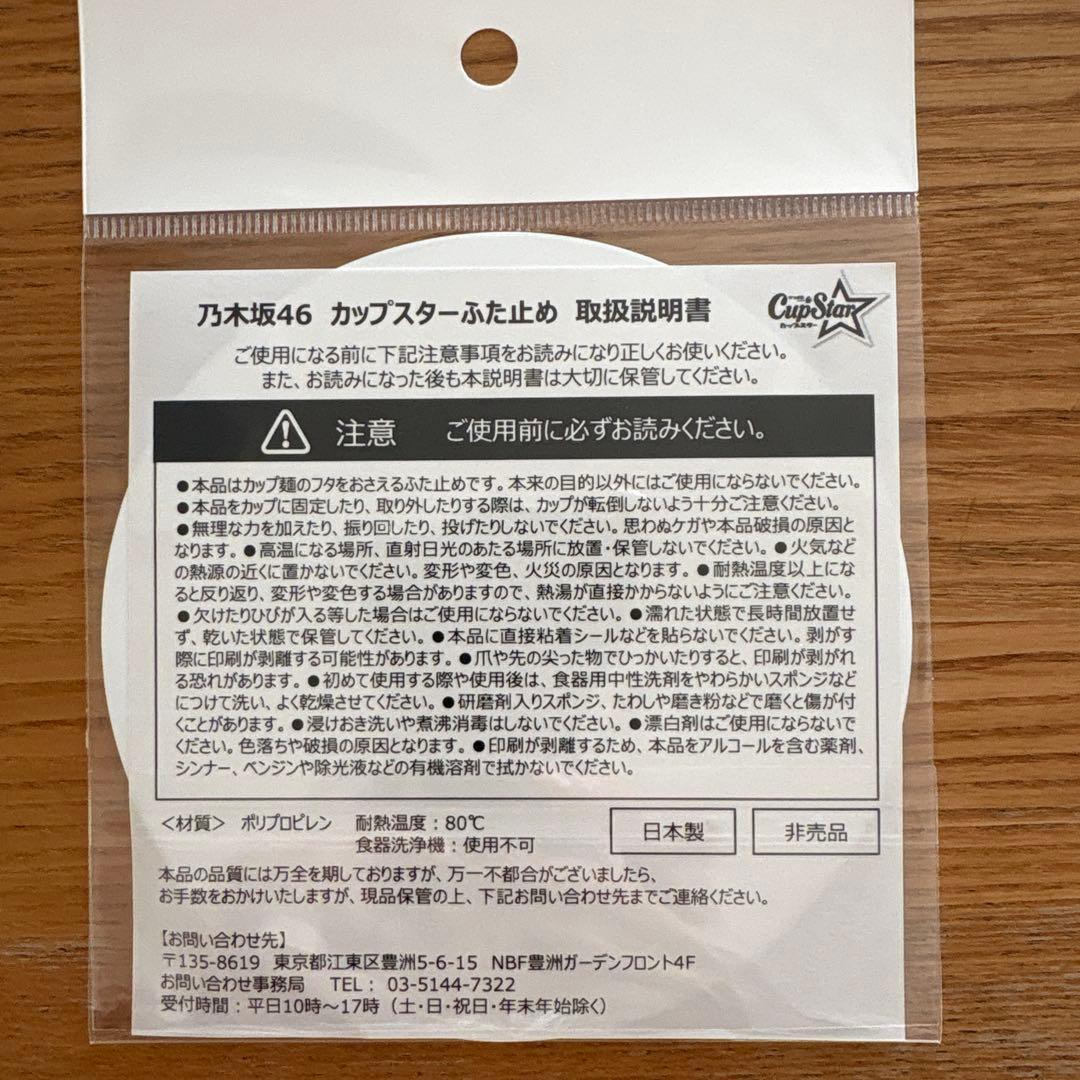 乃木坂46 カップスターふた止め 取扱説明書
CupStar
カップスター
ご使用になる前に下記注意事項をお読みになり正しくお使いください。
また、お読みになった後も本説明書は大切に保管してください。
注意 ご使用前に必ずお読みください。
●本品はカップ麺のフタをおさえるふた止めです。本来の目的以外にはご使用にならないでください。
●本品をカップに固定したり、取り外したりする際は、カップが転倒しないよう十分ご注意ください。
●無理な力を加えたり、振り回したり、投げたりしないでください。思わぬケガや本品破損の原因と
なります。●高温になる場所、直射日光のあたる場所に放置・保管しないでください。●火気など
の熱源の近くに置かないでください。変形や変色、火災の原因となります。●耐熱温度以上にな
ると反り返り、変形や変色する場合がありますので、熱湯が直接かからないようにご注意ください。
●欠けたりひびが入る等した場合はご使用にならないでください。●濡れた状態で長時間放置せ
ず、乾いた状態で保管してください。●本品に直接粘着シールなどを貼らないでください。剥がす
際に印刷が剥離する可能性があります。●爪や先の尖った物でひっかいたりすると、印刷が剥がれ
る恐れがあります。●初めて使用する際や使用後は、食器用中性洗剤をやわらかいスポンジなど
につけて洗い、よく乾燥させてください。●研磨剤入りスポンジ、たわしや磨き粉などで磨くと傷が付
くことがあります。●浸けおき洗いや煮沸消毒はしないでください。●漂白剤はご使用にならないで
ください。色落ちや破損の原因となります。●印刷が剥離するため、本品をアルコールを含む薬剤、
シンナー、ベンジンや除光液などの有機溶剤で拭かないでください。
＜材質＞ ポリプロピレン 耐熱温度：80℃
食器洗浄機：使用不可
日本製
非売品
本品の品質には万全を期しておりますが、万一不都合がございましたら、
お手数をおかけいたしますが、現品保管の上、下記お問い合わせ先までご連絡ください。
【お問い合わせ先】
〒135-8619 東京都江東区豊洲5-6-15 NBF豊洲ガーデンフロント4F
お問い合わせ事務局 TEL： 03-5144-7322
受付時間：平日10時～17時（土・日・祝日・年末年始除く）